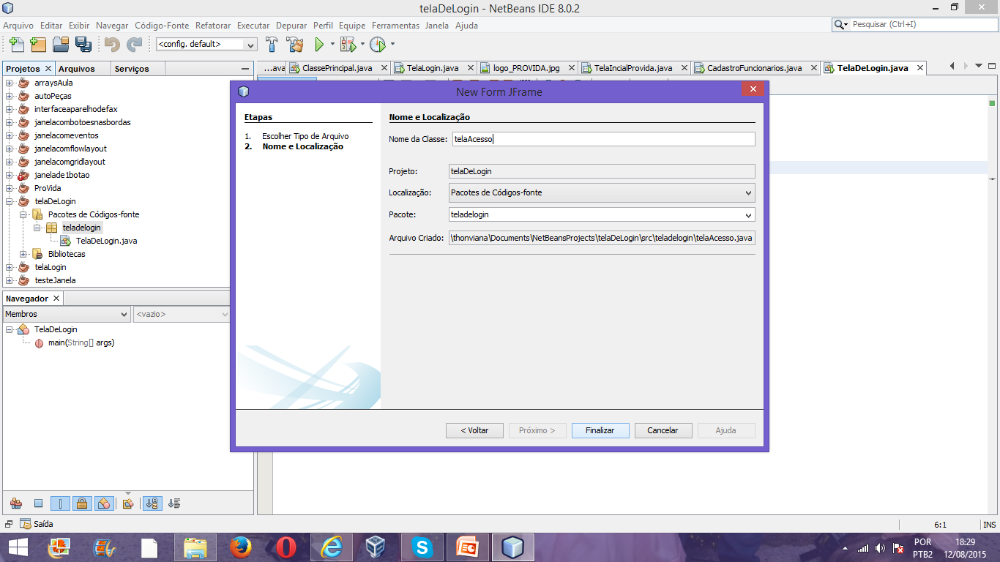 telaDeLogin - NetBeans IDE 8.0.2
Arquivo Editar Exibir Navegar Código-Fonte Refatorar Executar Depurar Perfil Equipe Ferramentas Janela Ajuda
Pesquisar (Ctrl+I)
<config. default>
Projetos Arquivos Serviços
...ava ClassePrincipal.java TelaLogin.java logo_PROVIDA.jpg TelaIncialProvida.java CadastroFuncionarios.java TelaDeLogin.java
arraysAula
autoPeças
interfaceaparelhodefax
janelacombotoesnasbordas
janelacomeventos
janelacomflowlayout
janelacomgridlayout
janelade1botao
ProVida
telaDeLogin
Pacotes de Códigos-fonte
teladelogin
TelaDeLogin.java
Bibliotecas
telaLogin
testeJanela
Navegador
Membros <vazio>
TelaDeLogin
main(String[] args)
New Form JFrame
Etapas
1. Escolher Tipo de Arquivo
2. Nome e Localização
Nome e Localização
Nome da Classe: telaAcesso
Projeto: telaDeLogin
Localização: Pacotes de Códigos-fonte
Pacote: teladelogin
Arquivo Criado: \thonviana\Documents\NetBeansProjects\telaDeLogin\src\teladelogin\telaAcesso.java
< Voltar Próximo > Finalizar Cancelar Ajuda
Saída
6:1 INS
POR 18:29
PTB2 12/08/2015